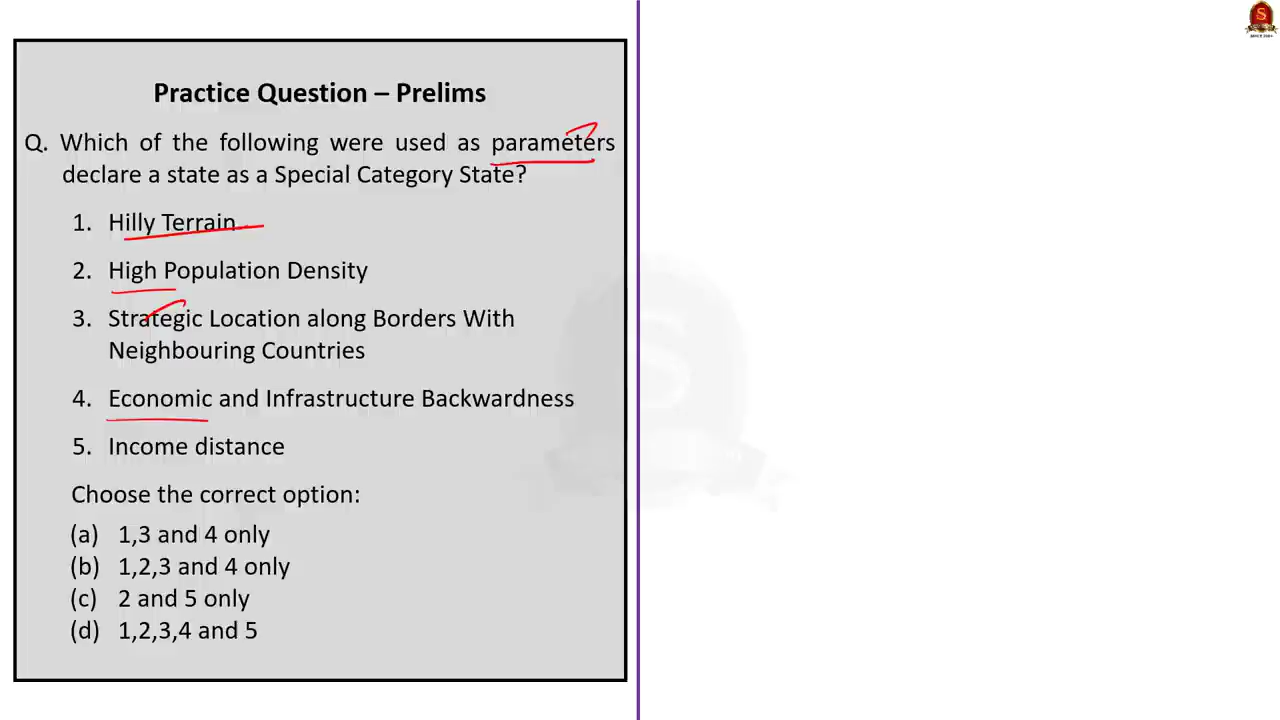 Practice Question – Prelims
Q. Which of the following were used as parameters
declare a state as a Special Category State?
1. Hilly Terrain
2. High Population Density
3. Strategic Location along Borders With
Neighbouring Countries
4. Economic and Infrastructure Backwardness
5. Income distance
Choose the correct option:
(a) 1,3 and 4 only
(b) 1,2,3 and 4 only
(c) 2 and 5 only
(d) 1,2,3,4 and 5
S